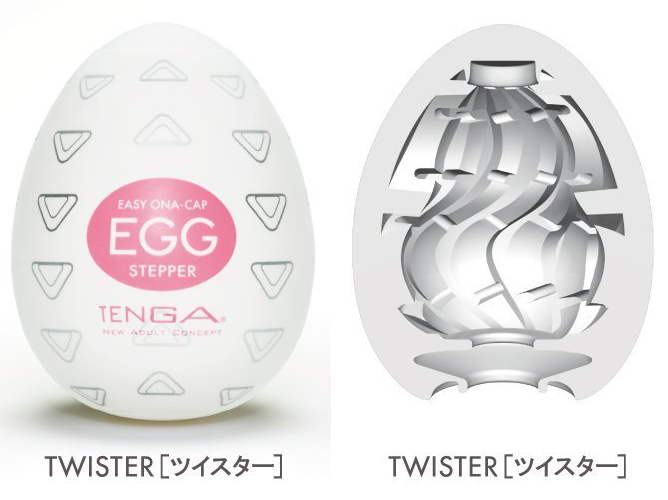 EASY ONA-CAP
EGG
STEPPER
TENGA®
NEW ADULT CONCEPT
TWISTER[ツイスター]
TWISTER[ツイスター]